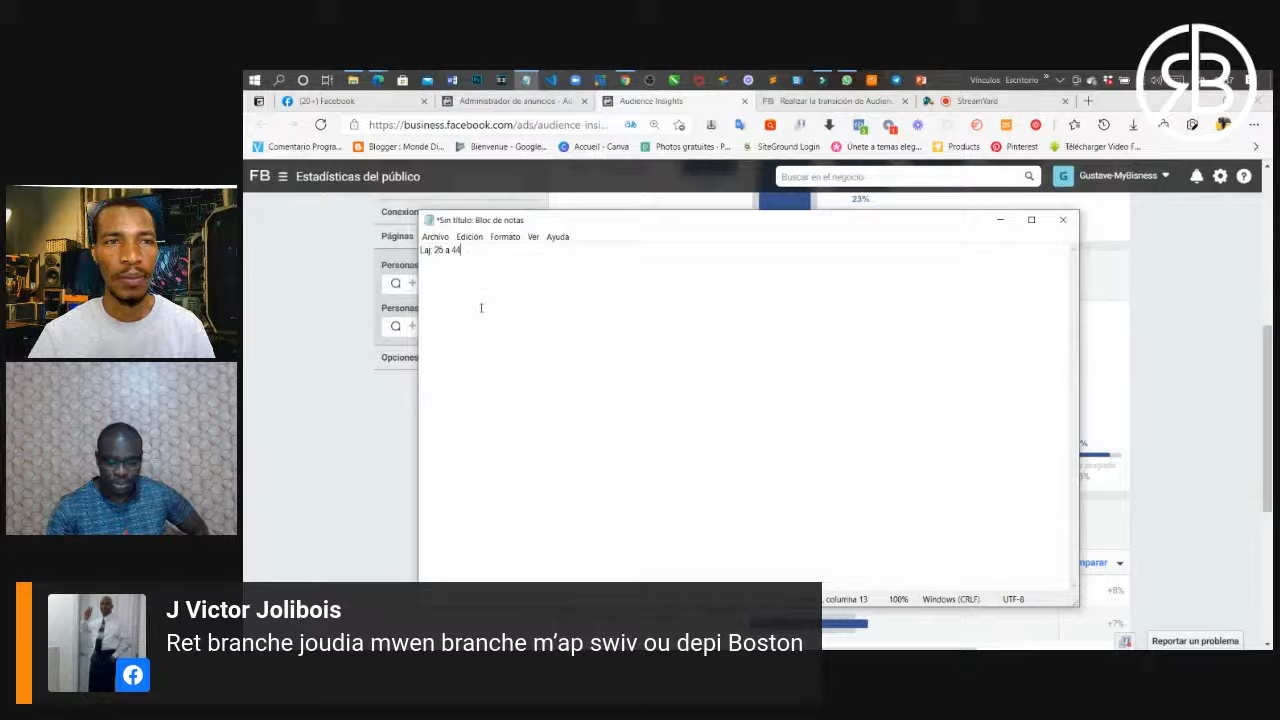 Vínculos
Escritorio
(20+) Facebook
Administrador de anuncios - Ad
Audience Insights
Realizar la transición de Audien
StreamYard
https://business.facebook.com/ads/audience-insi...
Comentario Progra...
Blogger : Monde Di...
Bienvenue - Google...
Accueil - Canva
Photos gratuites · P...
SiteGround Login
Únete a temas eleg...
Products
Pinterest
Télécharger Video F...
FB
Estadísticas del público
Buscar en el negocio
G
Gustave-MyBisness
23%
Conexion
Páginas
Personas
Personas
Opciones
*Sin título: Bloc de notas
Archivo Edición Formato Ver Ayuda
Laj: 25 a 44
, columna 13
100%
Windows (CRLF)
UTF-8
mparar
+8%
+7%
Reportar un problema
J Victor Jolibois
Ret branche joudia mwen branche m’ap swiv ou depi Boston